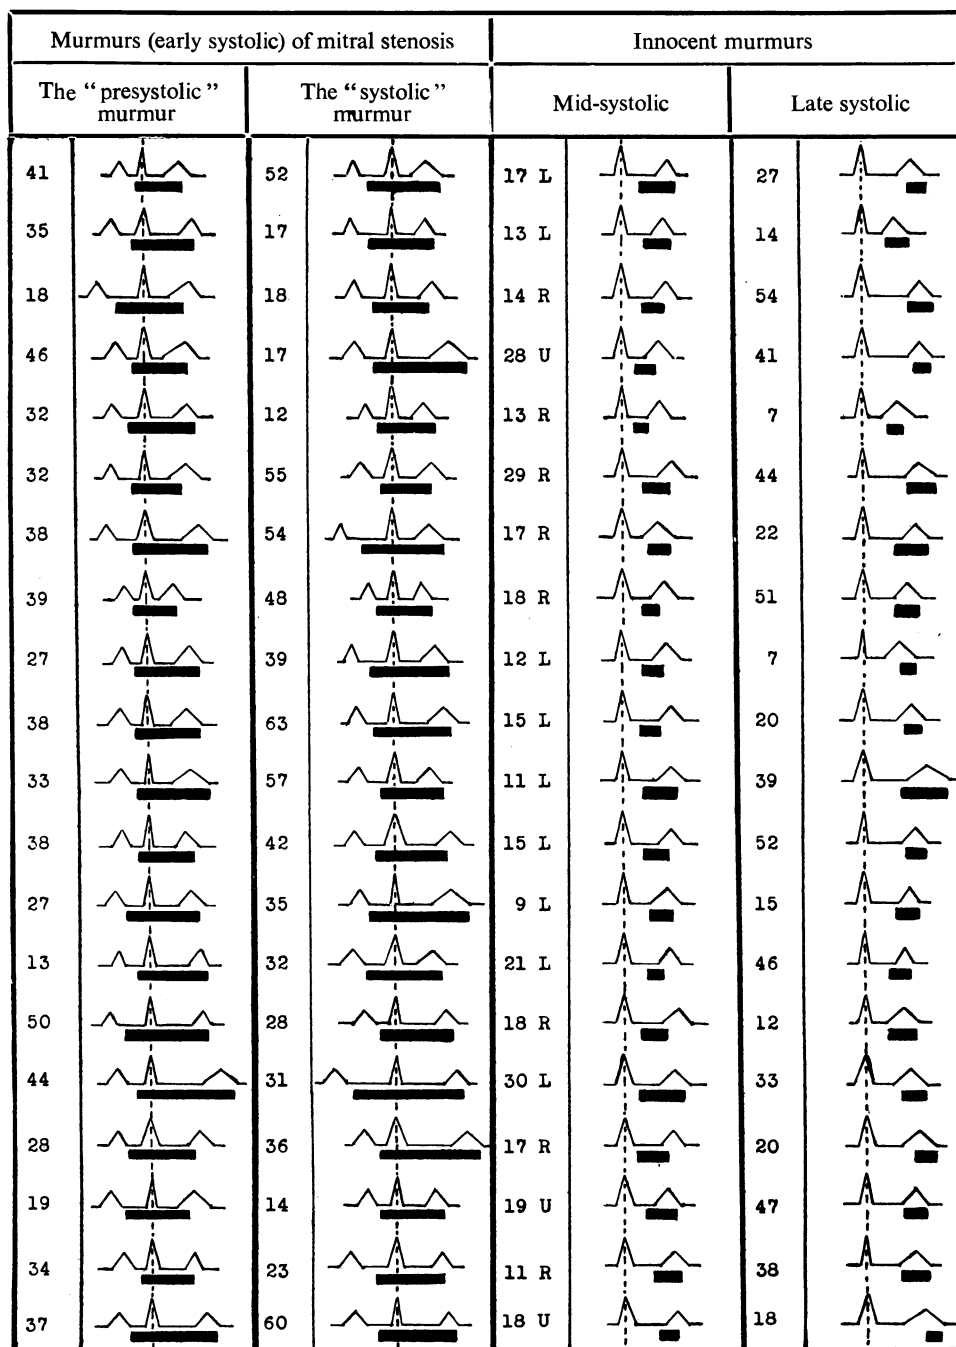 Murmurs (early systolic) of mitral stenosis Innocent murmurs
The “presystolic” murmur The “systolic” murmur Mid-systolic Late systolic
41 52 17 L 27
35 17 13 L 14
18 18 14 R 54
46 17 28 U 41
32 12 13 R 7
32 55 29 R 44
38 54 17 R 22
39 48 18 R 51
27 39 12 L 7
38 63 15 L 20
33 57 11 L 39
38 42 15 L 52
27 35 9 L 15
13 32 21 L 46
50 28 18 R 12
44 31 30 L 33
28 36 17 R 20
19 14 19 U 47
34 23 11 R 38
37 60 18 U 18